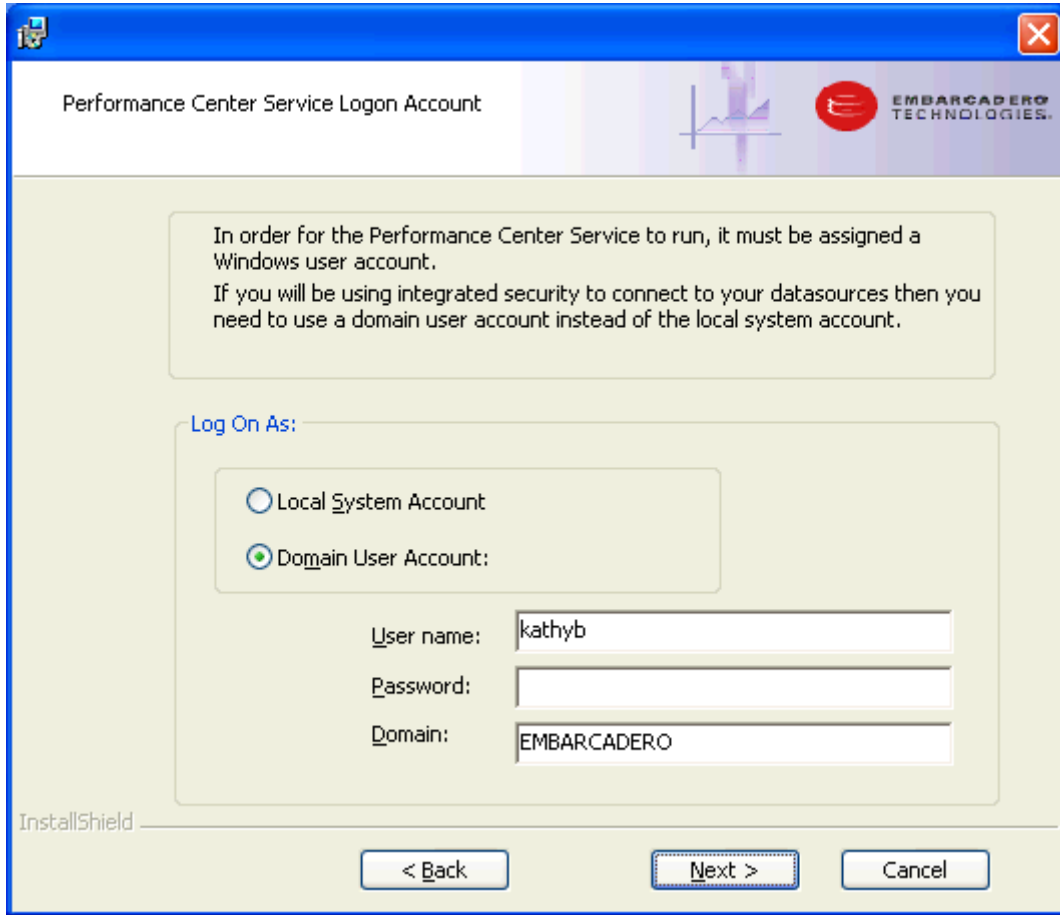 Performance Center Service Logon Account
EMBARCADERO
TECHNOLOGIES.
In order for the Performance Center Service to run, it must be assigned a
Windows user account.
If you will be using integrated security to connect to your datasources then you
need to use a domain user account instead of the local system account.
Log On As:
Local System Account
Domain User Account:
User name:
kathyb
Password:
Domain:
EMBARCADERO
InstallShield
< Back
Next >
Cancel